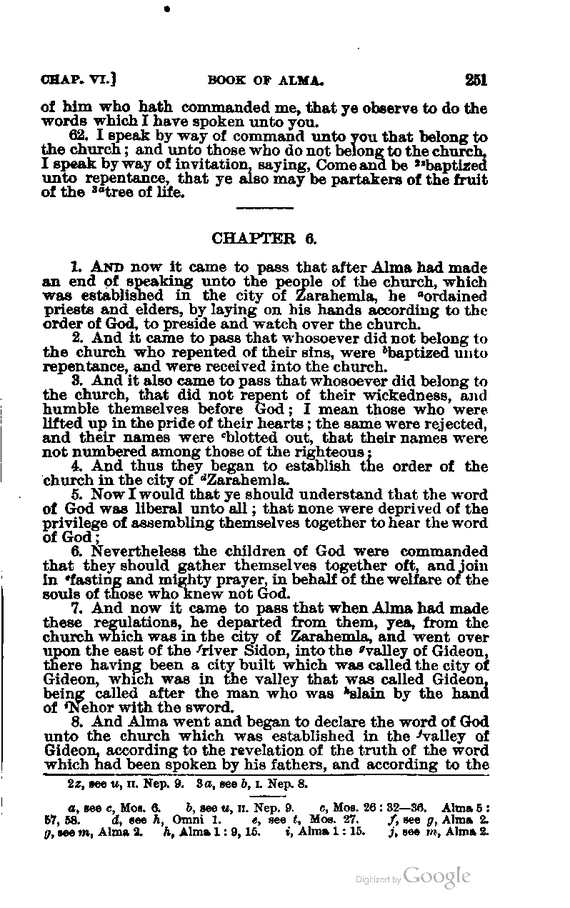 CHAP. VI.] BOOK OF ALMA. 251
of him who hath commanded me, that ye observe to do the
words which I have spoken unto you.
62. I speak by way of command unto you that belong to
the church; and unto those who do not belong to the church,
I speak by way of invitation, saying, Come and be ²ᶻbaptized
unto repentance, that ye also may be partakers of the fruit
of the ³ᵃtree of life.
CHAPTER 6.
1. AND now it came to pass that after Alma had made
an end of speaking unto the people of the church, which
was established in the city of Zarahemla, he ᵃordained
priests and elders, by laying on his hands according to the
order of God, to preside and watch over the church.
2. And it came to pass that whosoever did not belong to
the church who repented of their sins, were ᵇbaptized unto
repentance, and were received into the church.
3. And it also came to pass that whosoever did belong to
the church, that did not repent of their wickedness, and
humble themselves before God; I mean those who were
lifted up in the pride of their hearts; the same were rejected,
and their names were ᶜblotted out, that their names were
not numbered among those of the righteous;
4. And thus they began to establish the order of the
church in the city of ᵈZarahemla.
5. Now I would that ye should understand that the word
of God was liberal unto all; that none were deprived of the
privilege of assembling themselves together to hear the word
of God;
6. Nevertheless the children of God were commanded
that they should gather themselves together oft, and join
in ᵉfasting and mighty prayer, in behalf of the welfare of the
souls of those who knew not God.
7. And now it came to pass that when Alma had made
these regulations, he departed from them, yea, from the
church which was in the city of Zarahemla, and went over
upon the east of the ᶠriver Sidon, into the ᵍvalley of Gideon,
there having been a city built which was called the city of
Gideon, which was in the valley that was called Gideon,
being called after the man who was ʰslain by the hand
of ⁱNehor with the sword.
8. And Alma went and began to declare the word of God
unto the church which was established in the ʲvalley of
Gideon, according to the revelation of the truth of the word
which had been spoken by his fathers, and according to the
2z, see u, II. Nep. 9. 3a, see b, I. Nep. 8.
a, see c, Mos. 6. b, see u, II. Nep. 9. c, Mos. 26 : 32—36. Alma 5 :
57, 58. d, see h, Omni 1. e, see t, Mos. 27. f, see g, Alma 2.
g, see m, Alma 2. h, Alma 1 : 9, 15. i, Alma 1 : 15. j, see m, Alma 2.
Digitized by Google